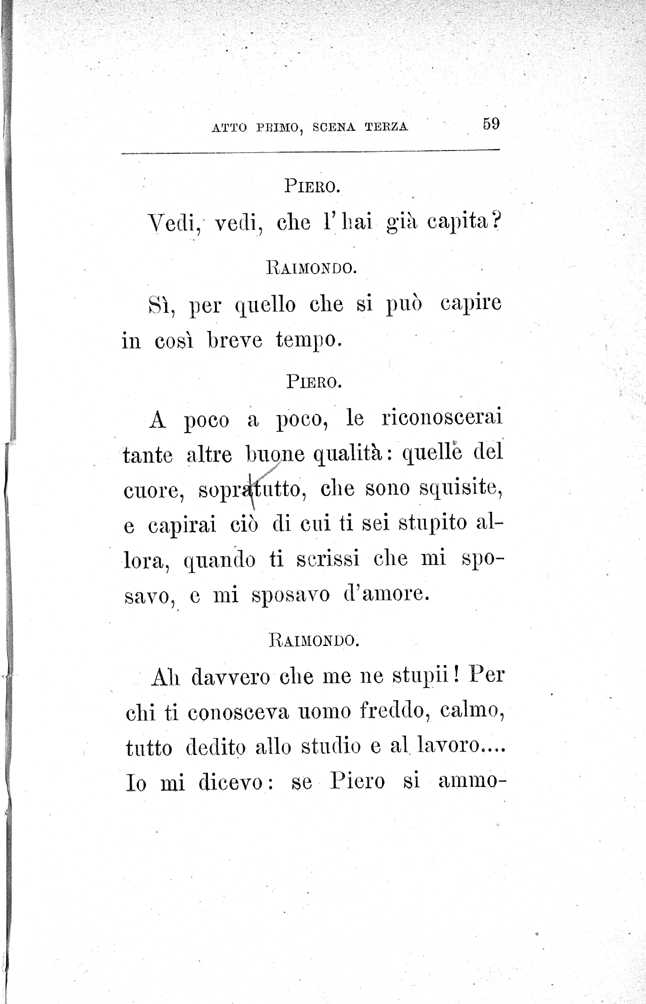 ATTO PRIMO, SCENA TERZA 59
PIERO.
Vedi, vedi, che l'hai già capita?
RAIMONDO.
Sì, per quello che si può capire
in così breve tempo.
PIERO.
A poco a poco, le riconoscerai
tante altre buone qualità: quelle del
cuore, sopratutto, che sono squisite,
e capirai ciò di cui ti sei stupito al-
lora, quando ti scrissi che mi spo-
savo, e mi sposavo d'amore.
RAIMONDO.
Ah davvero che me ne stupii! Per
chi ti conosceva uomo freddo, calmo,
tutto dedito allo studio e al lavoro....
Io mi dicevo: se Piero si ammo-